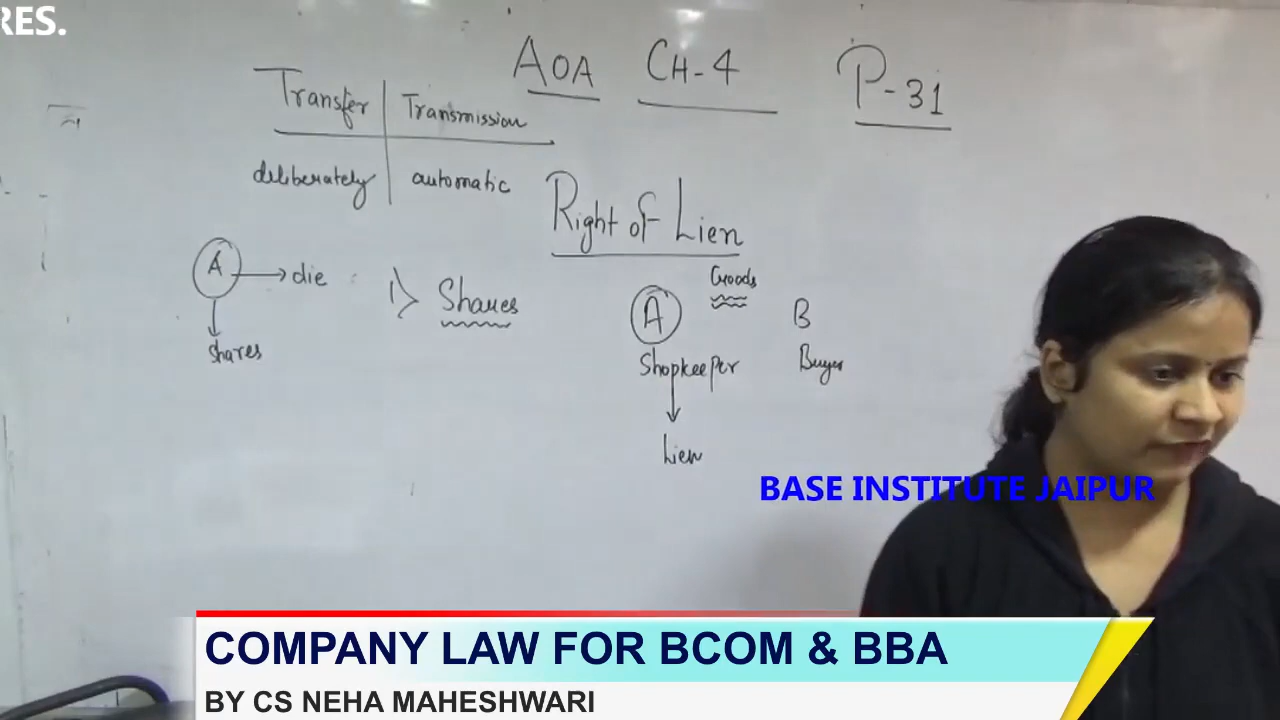 RES.
AOA CH-4 P-31
Transfer Transmission
deliberately automatic
Right of Lien
A → die
shares
1> Shares
Goods
A B
Shopkeeper Buyer
Lien
BASE INSTITUTE JAIPUR
COMPANY LAW FOR BCOM & BBA
BY CS NEHA MAHESHWARI